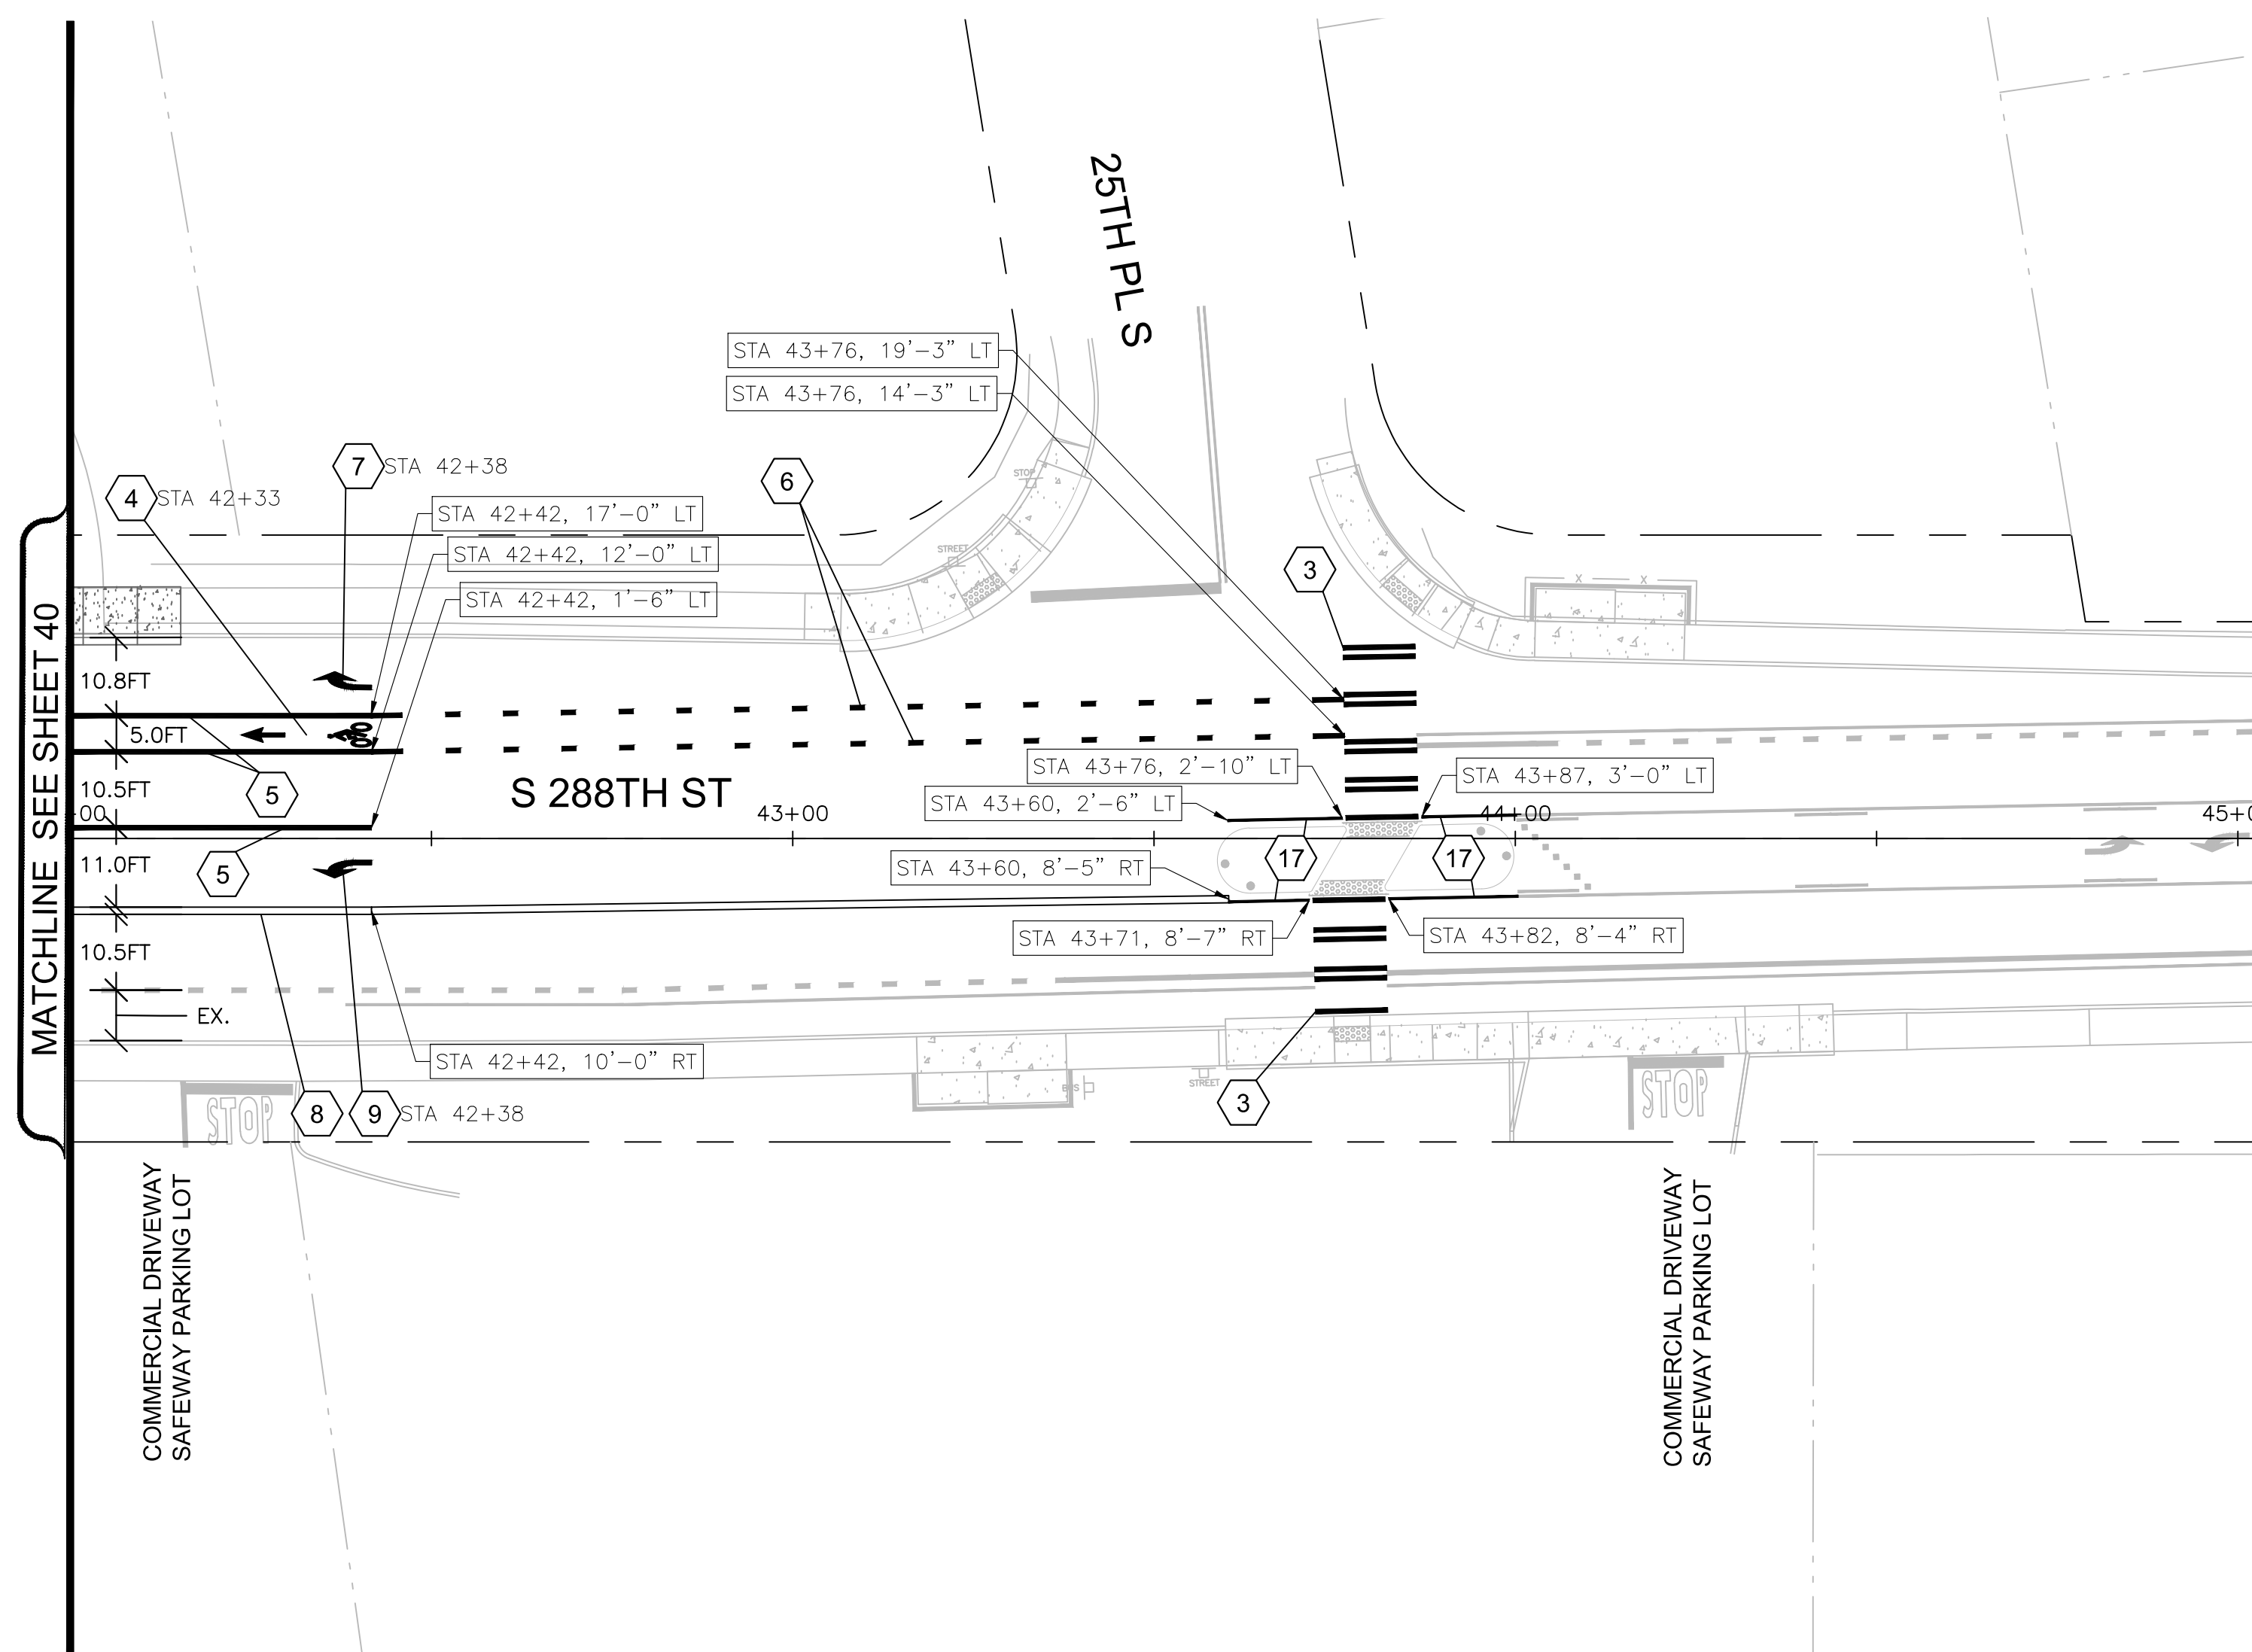 25TH PL S
STA 43+76, 19'-3" LT
STA 43+76, 14'-3" LT
7 STA 42+38
4 STA 42+33
6
STOP
STA 42+42, 17'-0" LT
STA 42+42, 12'-0" LT
STREET
3
X X
STA 42+42, 1'-6" LT
MATCHLINE SEE SHEET 40
10.8FT
5.0FT
10.5FT
11.0FT
10.5FT
EX.
5
5
S 288TH ST
STA 43+76, 2'-10" LT
STA 43+87, 3'-0" LT
STA 43+60, 2'-6" LT
00
43+00
44+00
45+0
17
17
STA 43+60, 8'-5" RT
STA 43+71, 8'-7" RT
STA 43+82, 8'-4" RT
STA 42+42, 10'-0" RT
BUS
STREET
STOP
8
9 STA 42+38
3
STOP
COMMERCIAL DRIVEWAY
SAFEWAY PARKING LOT
COMMERCIAL DRIVEWAY
SAFEWAY PARKING LOT